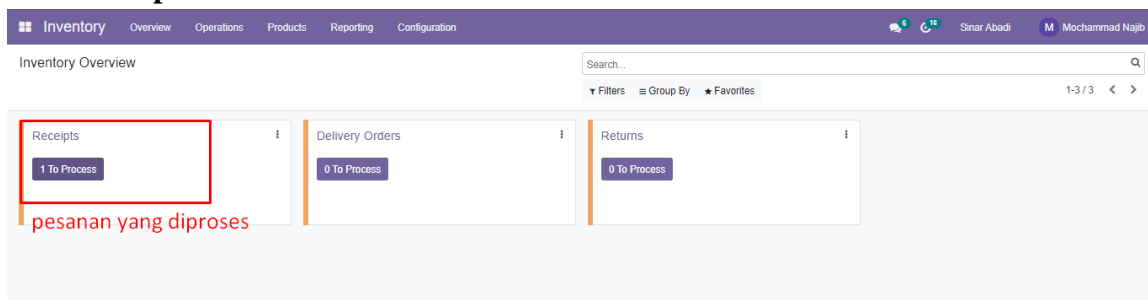 Inventory Overview Operations Products Reporting Configuration 6 16 Sinar Abadi M Mochammad Najib
Inventory Overview
Search...
Filters Group By Favorites 1-3 / 3
Receipts Delivery Orders Returns
1 To Process 0 To Process 0 To Process
pesanan yang diproses